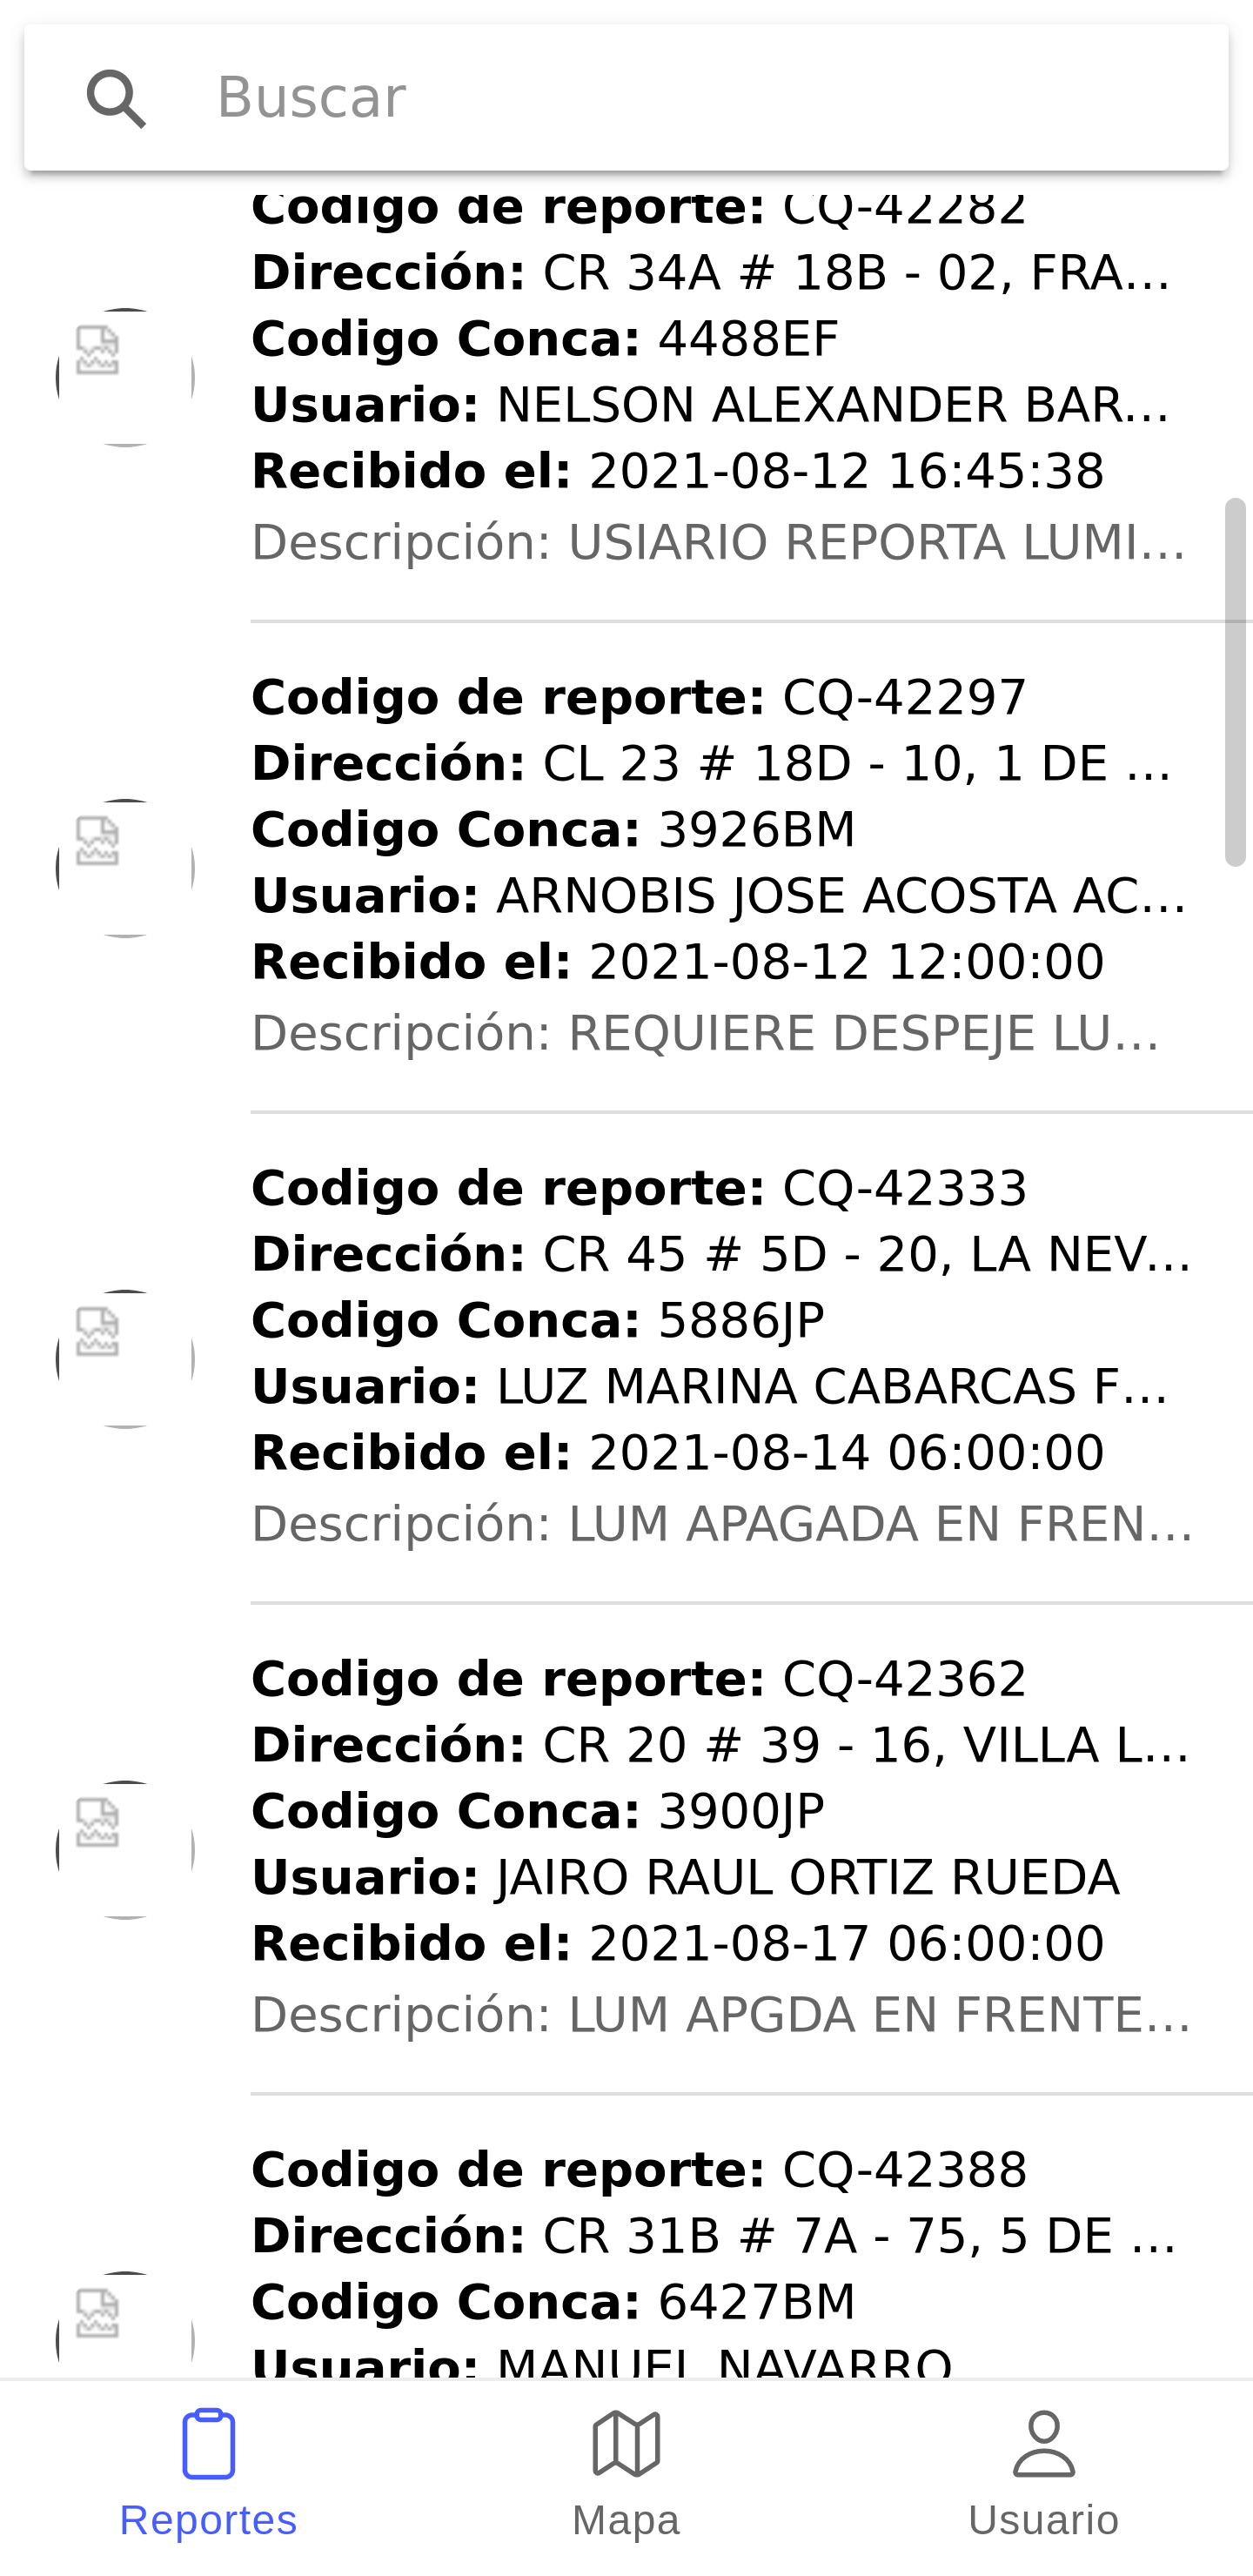 Buscar
Codigo de reporte: CQ-42282
Dirección: CR 34A # 18B - 02, FRA...
Codigo Conca: 4488EF
Usuario: NELSON ALEXANDER BAR...
Recibido el: 2021-08-12 16:45:38
Descripción: USIARIO REPORTA LUMI...
Codigo de reporte: CQ-42297
Dirección: CL 23 # 18D - 10, 1 DE ...
Codigo Conca: 3926BM
Usuario: ARNOBIS JOSE ACOSTA AC...
Recibido el: 2021-08-12 12:00:00
Descripción: REQUIERE DESPEJE LU...
Codigo de reporte: CQ-42333
Dirección: CR 45 # 5D - 20, LA NEV...
Codigo Conca: 5886JP
Usuario: LUZ MARINA CABARCAS F...
Recibido el: 2021-08-14 06:00:00
Descripción: LUM APAGADA EN FREN...
Codigo de reporte: CQ-42362
Dirección: CR 20 # 39 - 16, VILLA L...
Codigo Conca: 3900JP
Usuario: JAIRO RAUL ORTIZ RUEDA
Recibido el: 2021-08-17 06:00:00
Descripción: LUM APGDA EN FRENTE...
Codigo de reporte: CQ-42388
Dirección: CR 31B # 7A - 75, 5 DE ...
Codigo Conca: 6427BM
Usuario: MANUEL NAVARRO
Reportes
Mapa
Usuario